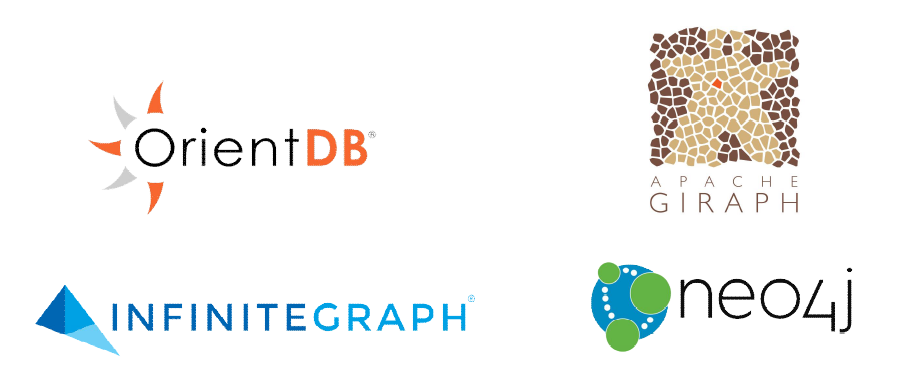 OrientDB®
APACHE
GIRAPH
INFINITEGRAPH®
neo4j